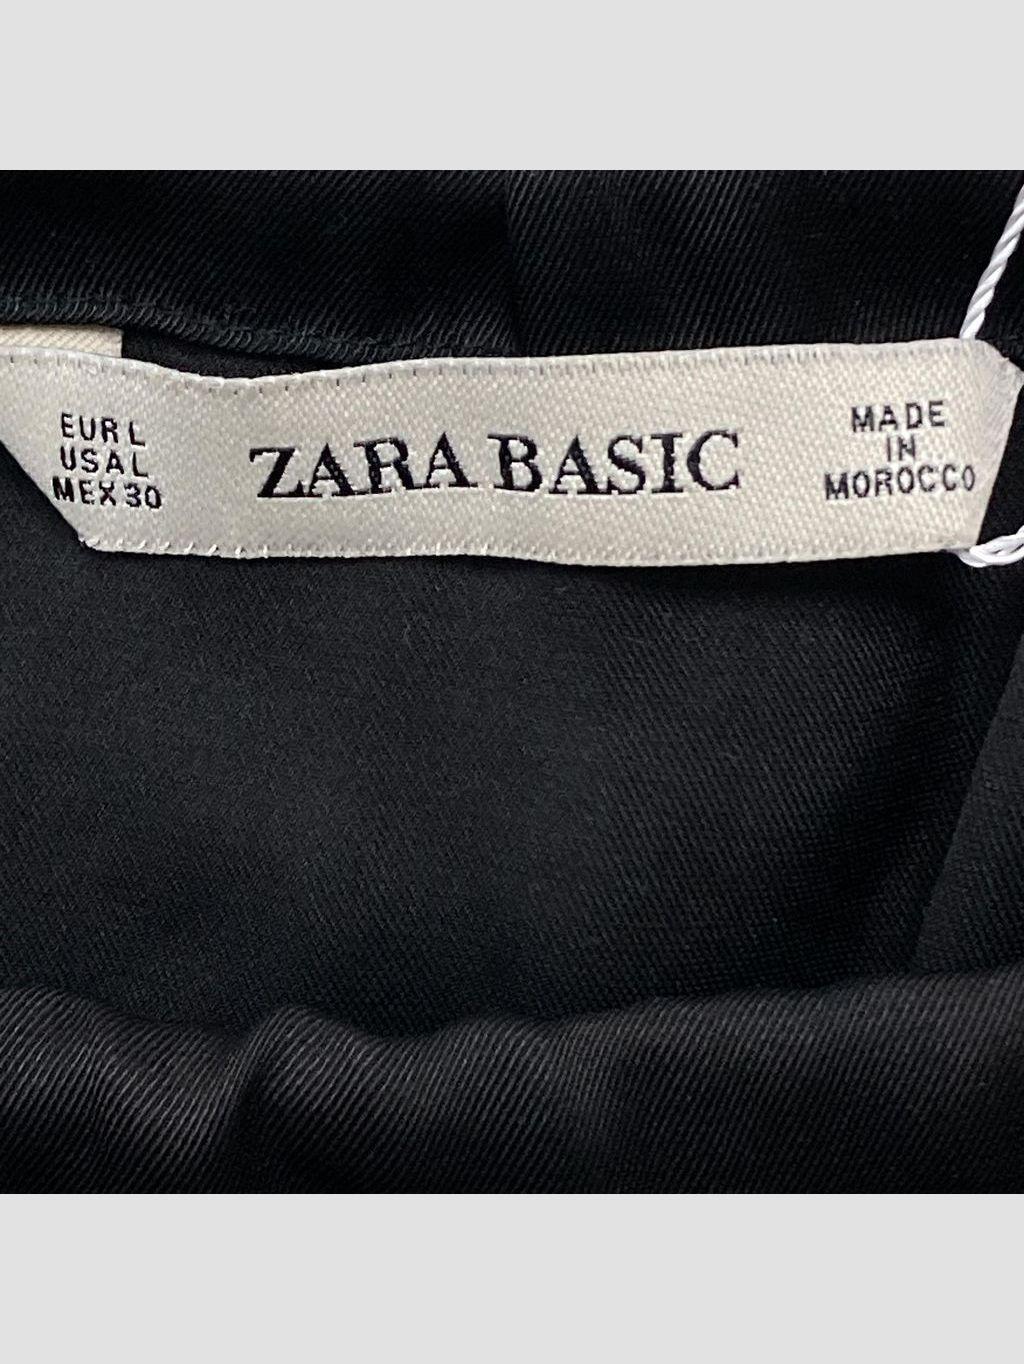 EUR L
USA L
MEX 30
ZARA BASIC
MADE
IN
MOROCCO